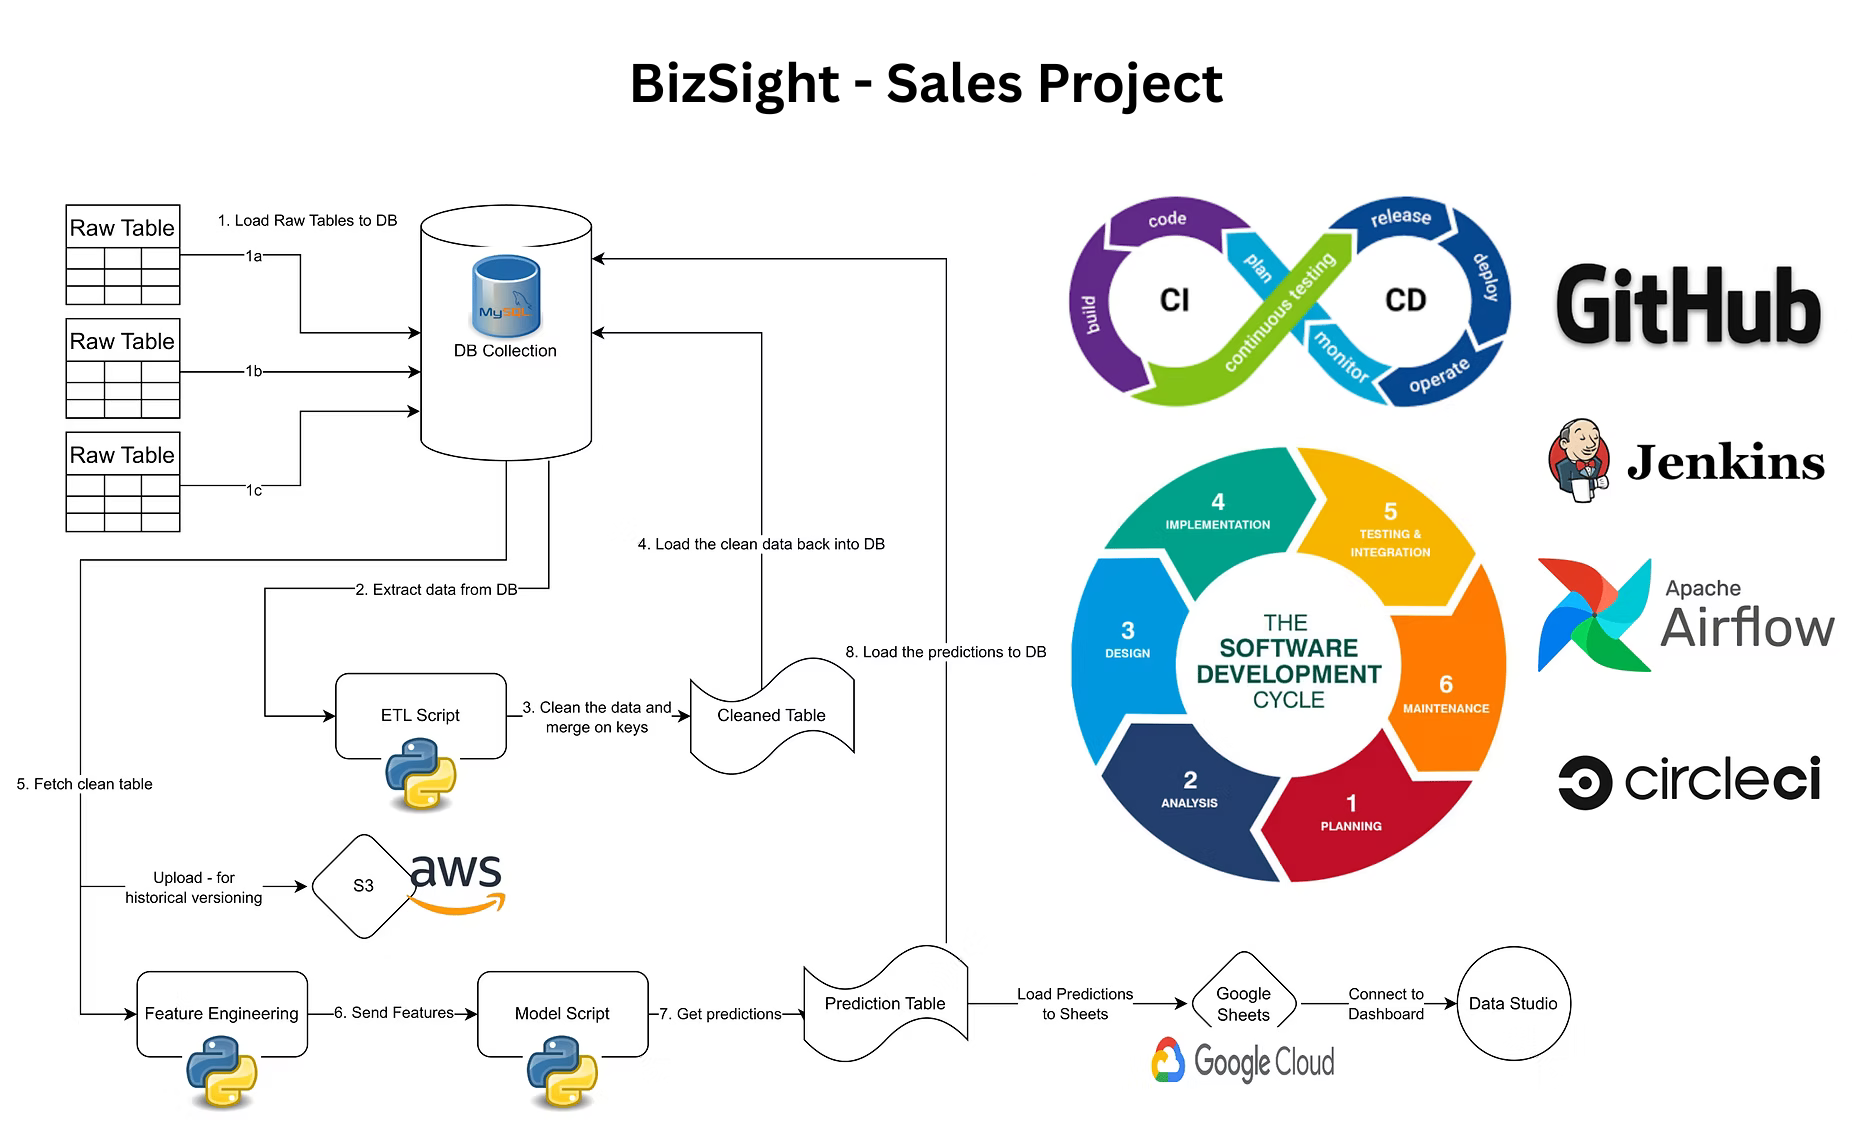 BizSight - Sales Project
Raw Table
1. Load Raw Tables to DB
1a
Raw Table
1b
Raw Table
1c
MySQL
DB Collection
2. Extract data from DB
ETL Script
3. Clean the data and
merge on keys
Cleaned Table
4. Load the clean data back into DB
5. Fetch clean table
Upload - for
historical versioning
S3
aws
Feature Engineering
6. Send Features
Model Script
7. Get predictions
Prediction Table
8. Load the predictions to DB
Load Predictions
to Sheets
Google
Sheets
Google Cloud
Connect to
Dashboard
Data Studio
code
build
CI
plan
continuous testing
release
deploy
CD
operate
monitor
4
IMPLEMENTATION
5
TESTING &
INTEGRATION
3
DESIGN
THE
SOFTWARE
DEVELOPMENT
CYCLE
6
MAINTENANCE
2
ANALYSIS
1
PLANNING
GitHub
Jenkins
Apache
Airflow
circleci